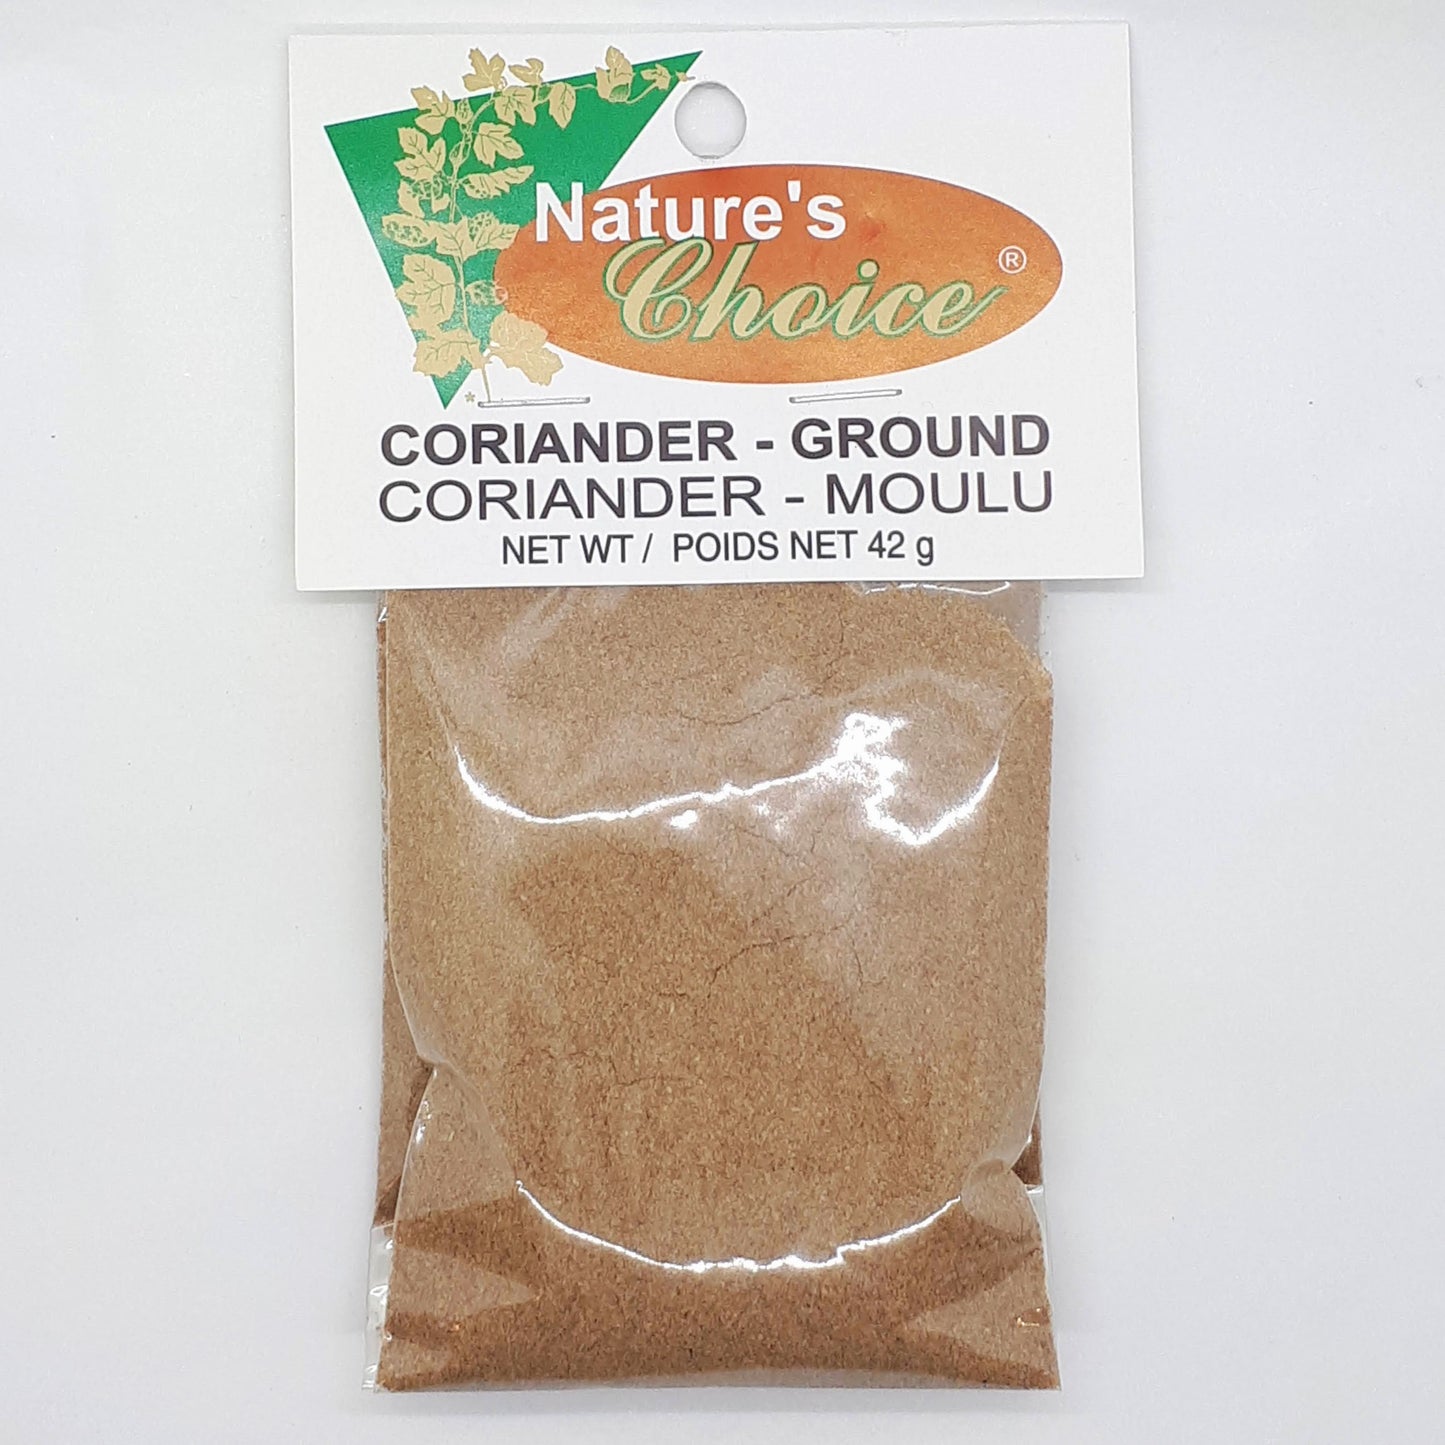 Nature's
Choice ®
CORIANDER - GROUND
CORIANDER - MOULU
NET WT / POIDS NET 42 g